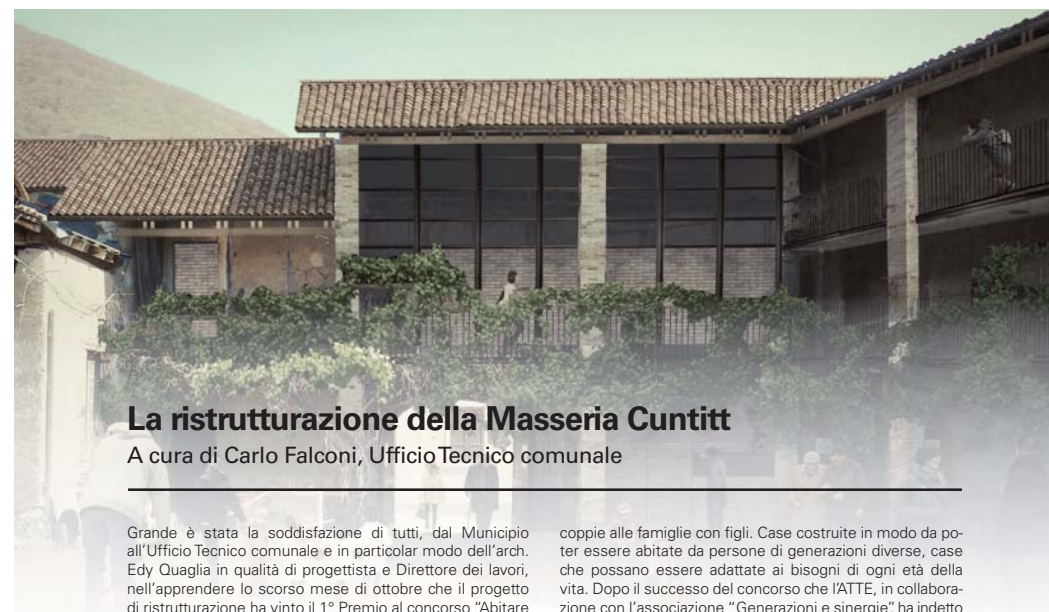 La ristrutturazione della Masseria Cuntitt
A cura di Carlo Falconi, Ufficio Tecnico comunale
Grande è stata la soddisfazione di tutti, dal Municipio
all'Ufficio Tecnico comunale e in particolar modo dell'arch.
Edy Quaglia in qualità di progettista e Direttore dei lavori,
nell'apprendere lo scorso mese di ottobre che il progetto
di ristrutturazione ha vinto il 1° Premio al concorso "Abitare
coppie alle famiglie con figli. Case costruite in modo da po-
ter essere abitate da persone di generazioni diverse, case
che possano essere adattate ai bisogni di ogni età della
vita. Dopo il successo del concorso che l'ATTE, in collabora-
zione con l'associazione "Generazioni e sinergie" ha indetto